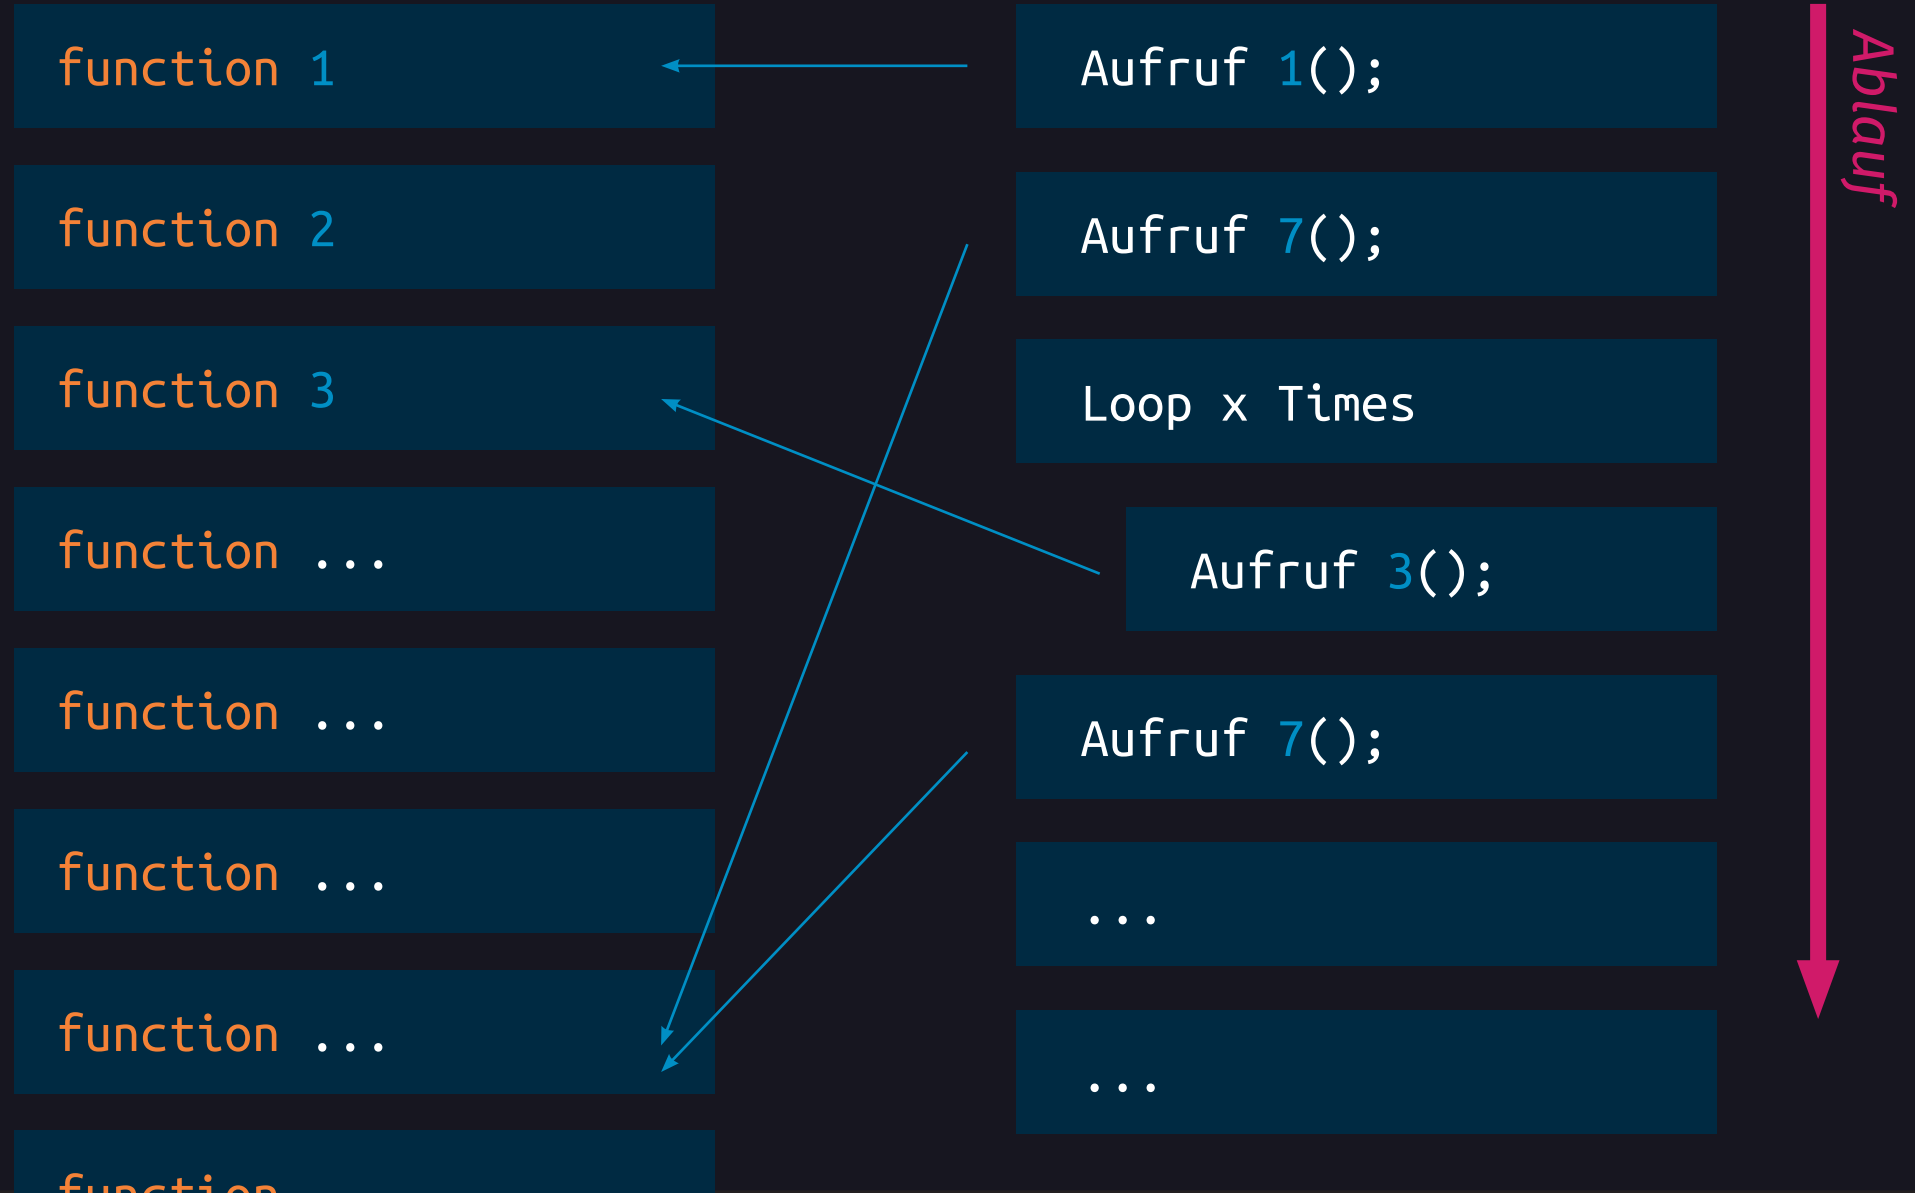 function 1
function 2
function 3
function ...
function ...
function ...
function ...
function
Aufruf 1();
Aufruf 7();
Loop x Times
Aufruf 3();
Aufruf 7();
...
...
Ablauf